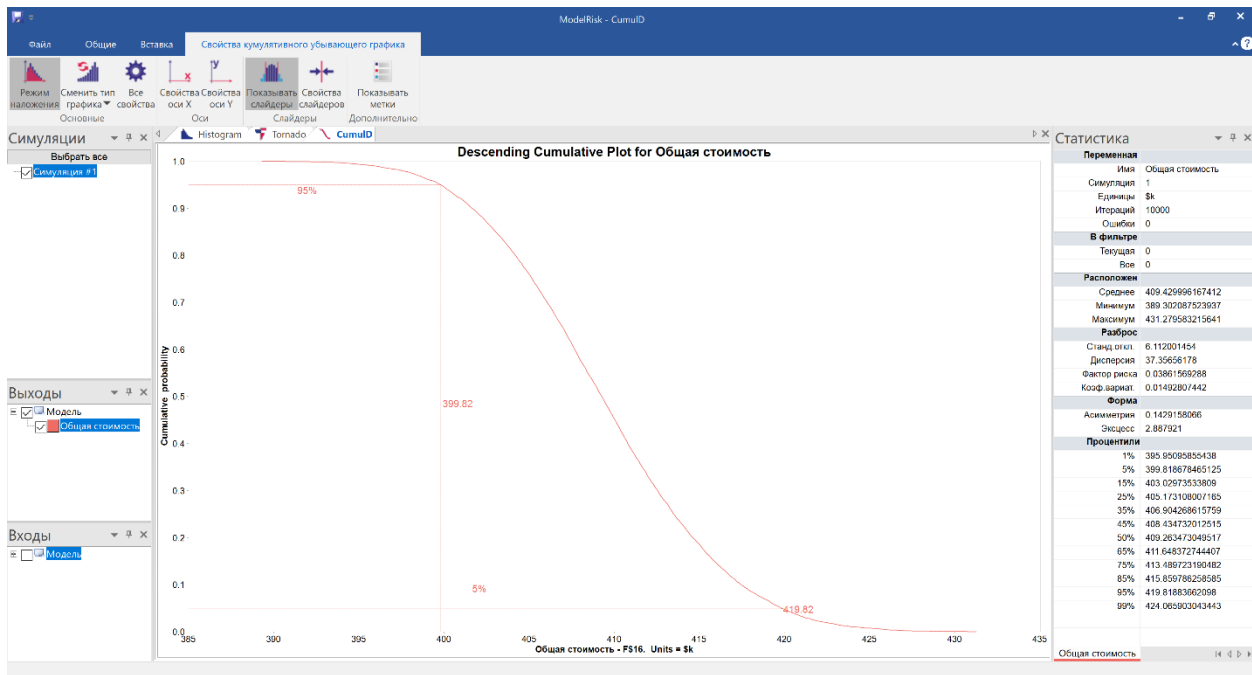 ModelRisk - CumulD
Файл Общие Вставка Свойства кумулятивного убывающего графика
Режим наложения
Сменить тип графика
Все свойства
Свойства оси X
Свойства оси Y
Показывать слайдеры
Свойства слайдеров
Показывать метки
Основные Оси Слайдеры Дополнительно
Симуляции
Выбрать все
Симуляция #1
Выходы
Модель
Общая стоимость
Входы
Модель
Histogram Tornado CumulD
Descending Cumulative Plot for Общая стоимость
Cumulative probability
1.0
0.9
0.8
0.7
0.6
0.5
0.4
0.3
0.2
0.1
0.0
95%
399.82
5%
419.82
385 390 395 400 405 410 415 420 425 430 435
Общая стоимость - F$16. Units = $k
Статистика
Переменная
Имя Общая стоимость
Симуляция 1
Единицы $k
Итераций 10000
Ошибки 0
В фильтре
Текущая 0
Все 0
Расположен
Среднее 409.429996167412
Минимум 389.302087523937
Максимум 431.279583215641
Разброс
Станд.откл. 6.112001454
Дисперсия 37.35656178
Фактор риска 0.03861569288
Коэф.вариат. 0.01492807442
Форма
Асимметрия 0.1429158066
Эксцесс 2.887921
Процентили
1% 395.95095855438
5% 399.818678465125
15% 403.02973533809
25% 405.173108007165
35% 406.904268615759
45% 408.434732012515
50% 409.263473049517
65% 411.648372744407
75% 413.489723190482
85% 415.859786258585
95% 419.81883662098
99% 424.065903043443
Общая стоимость